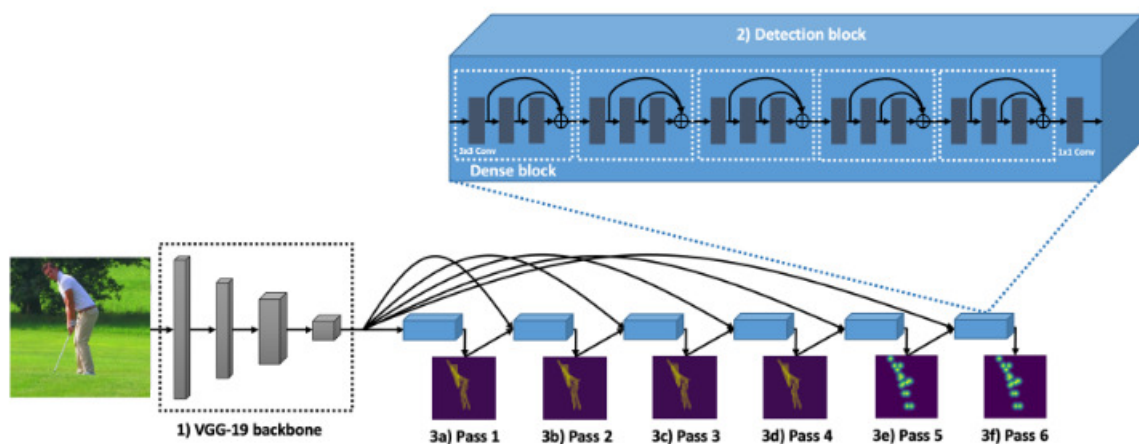 2) Detection block
3x3 Conv
1x1 Conv
Dense block
1) VGG-19 backbone
3a) Pass 1
3b) Pass 2
3c) Pass 3
3d) Pass 4
3e) Pass 5
3f) Pass 6